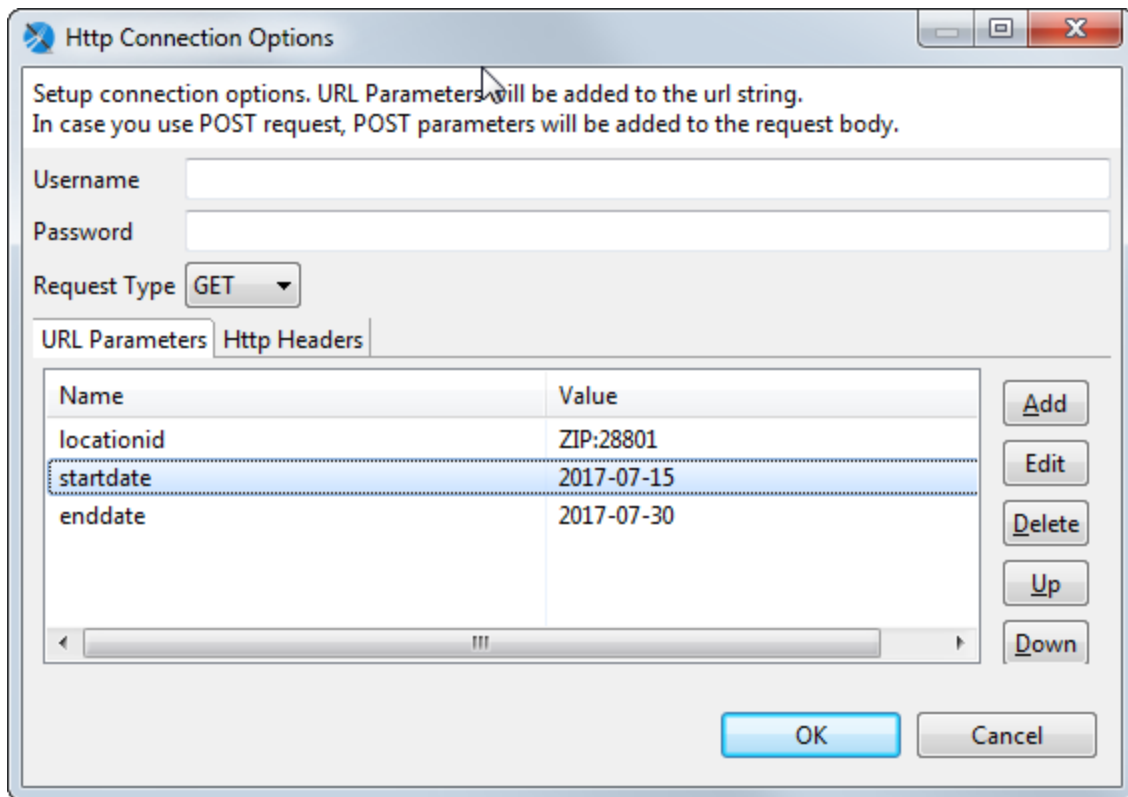 Http Connection Options
Setup connection options. URL Parameters will be added to the url string.
In case you use POST request, POST parameters will be added to the request body.
Username
Password
Request Type GET
URL Parameters Http Headers
Name Value
locationid ZIP:28801
startdate 2017-07-15
enddate 2017-07-30
Add
Edit
Delete
Up
Down
OK Cancel